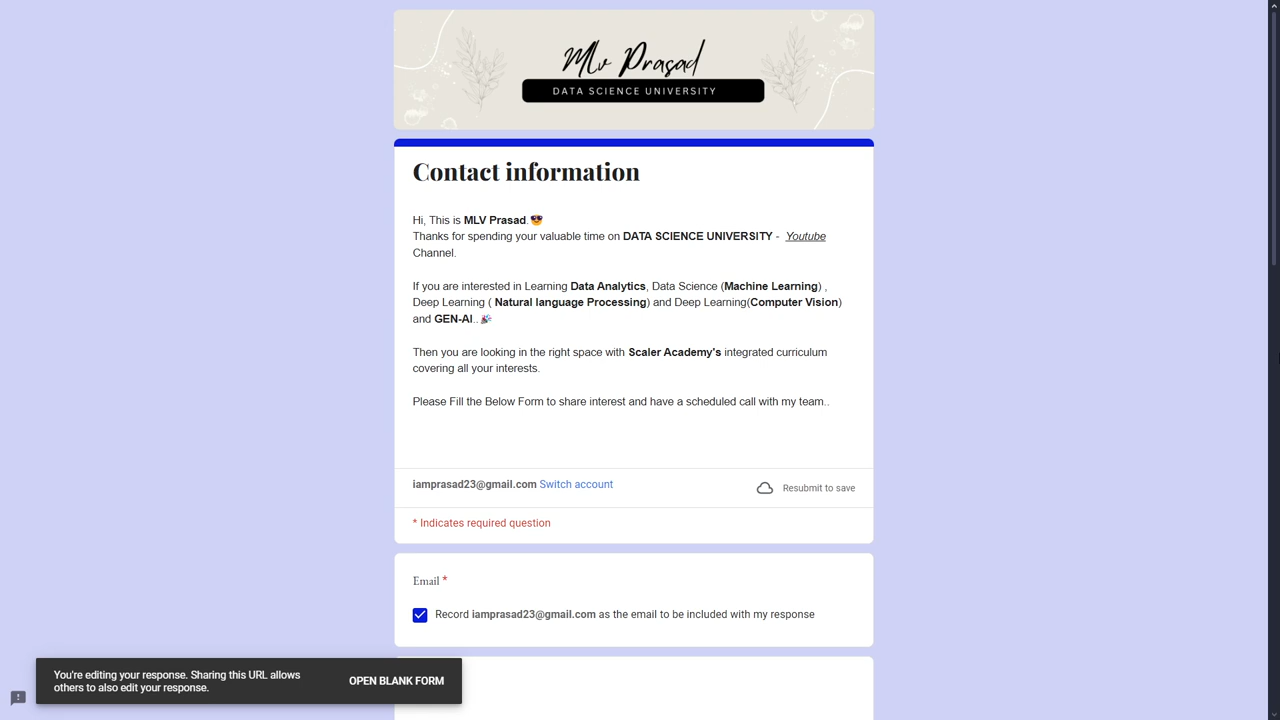 Mlv Prasad
DATA SCIENCE UNIVERSITY
Contact information
Hi, This is MLV Prasad.😎
Thanks for spending your valuable time on DATA SCIENCE UNIVERSITY - Youtube
Channel.
If you are interested in Learning Data Analytics, Data Science (Machine Learning) ,
Deep Learning ( Natural language Processing) and Deep Learning(Computer Vision)
and GEN-AI..🎉
Then you are looking in the right space with Scaler Academy's integrated curriculum
covering all your interests.
Please Fill the Below Form to share interest and have a scheduled call with my team..
iamprasad23@gmail.com Switch account
Resubmit to save
* Indicates required question
Email *
Record iamprasad23@gmail.com as the email to be included with my response
You're editing your response. Sharing this URL allows
others to also edit your response.
OPEN BLANK FORM